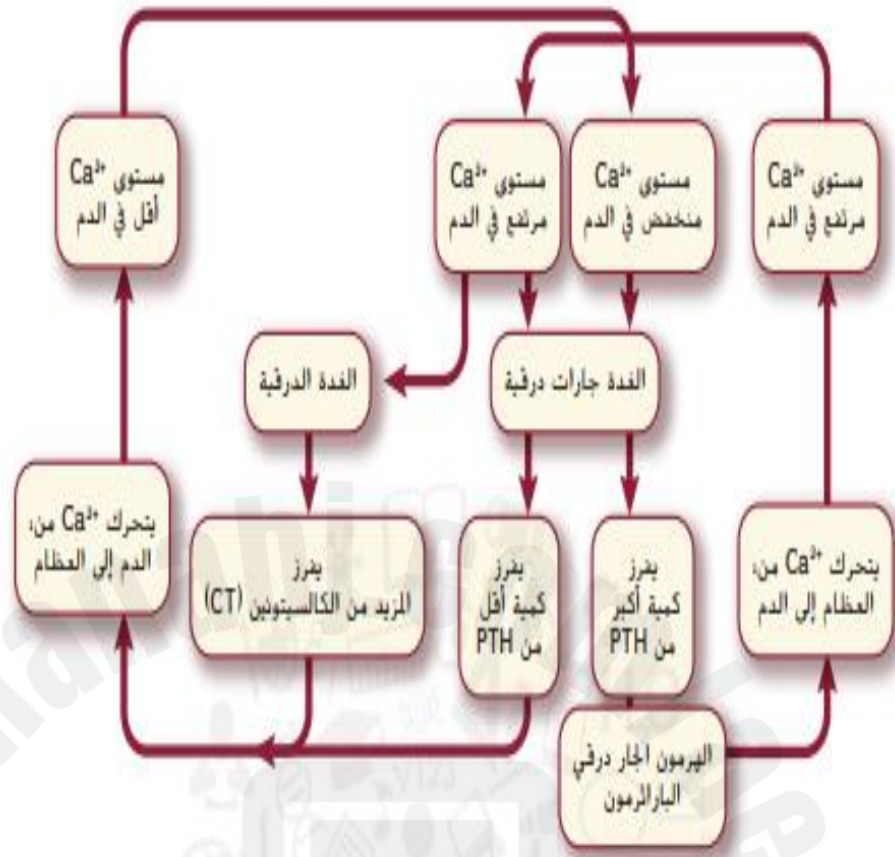 مستوى Ca²⁺
مرتفع في الدم
مستوى Ca²⁺
منخفض في الدم
مستوى Ca²⁺
مرتفع في الدم
مستوى Ca²⁺
أقل في الدم
الغدة جارات درقية
الغدة الدرقية
يتحرك Ca²⁺ من،
العظام إلى الدم
يفرز
كمية أكبر
من PTH
يفرز
كمية أقل
من PTH
يفرز
المزيد من الكالسيتونين (CT)
يتحرك Ca²⁺ من،
الدم إلى العظام
الهرمون الجار درقي
الباراثرمون